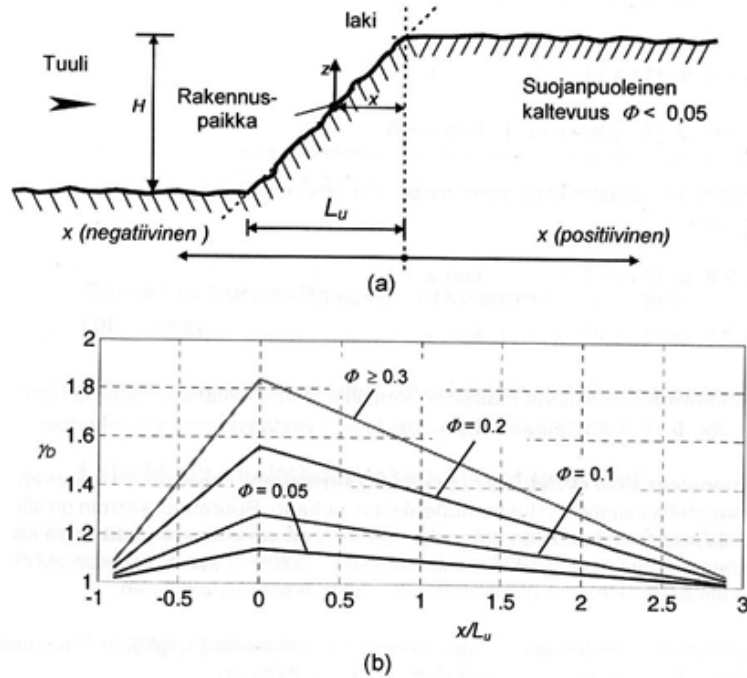 laki
Tuuli
H
z
x
Rakennus-
paikka
Suojanpuoleinen
kaltevuus Φ < 0,05
L_u
x (negatiivinen )
x (positiivinen)
(a)
2
1.8
1.6
1.4
1.2
1
γ_D
Φ ≥ 0.3
Φ = 0.2
Φ = 0.1
Φ = 0.05
-1
-0.5
0
0.5
1
1.5
2
2.5
3
x/L_u
(b)